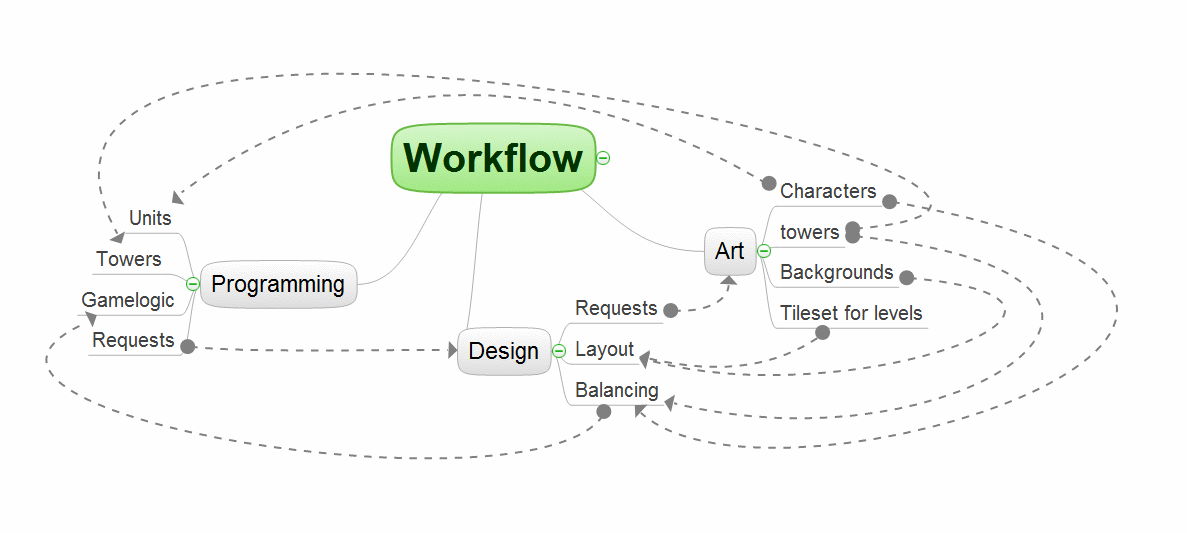 Workflow
Programming
Units
Towers
Gamelogic
Requests
Design
Requests
Layout
Balancing
Art
Characters
towers
Backgrounds
Tileset for levels